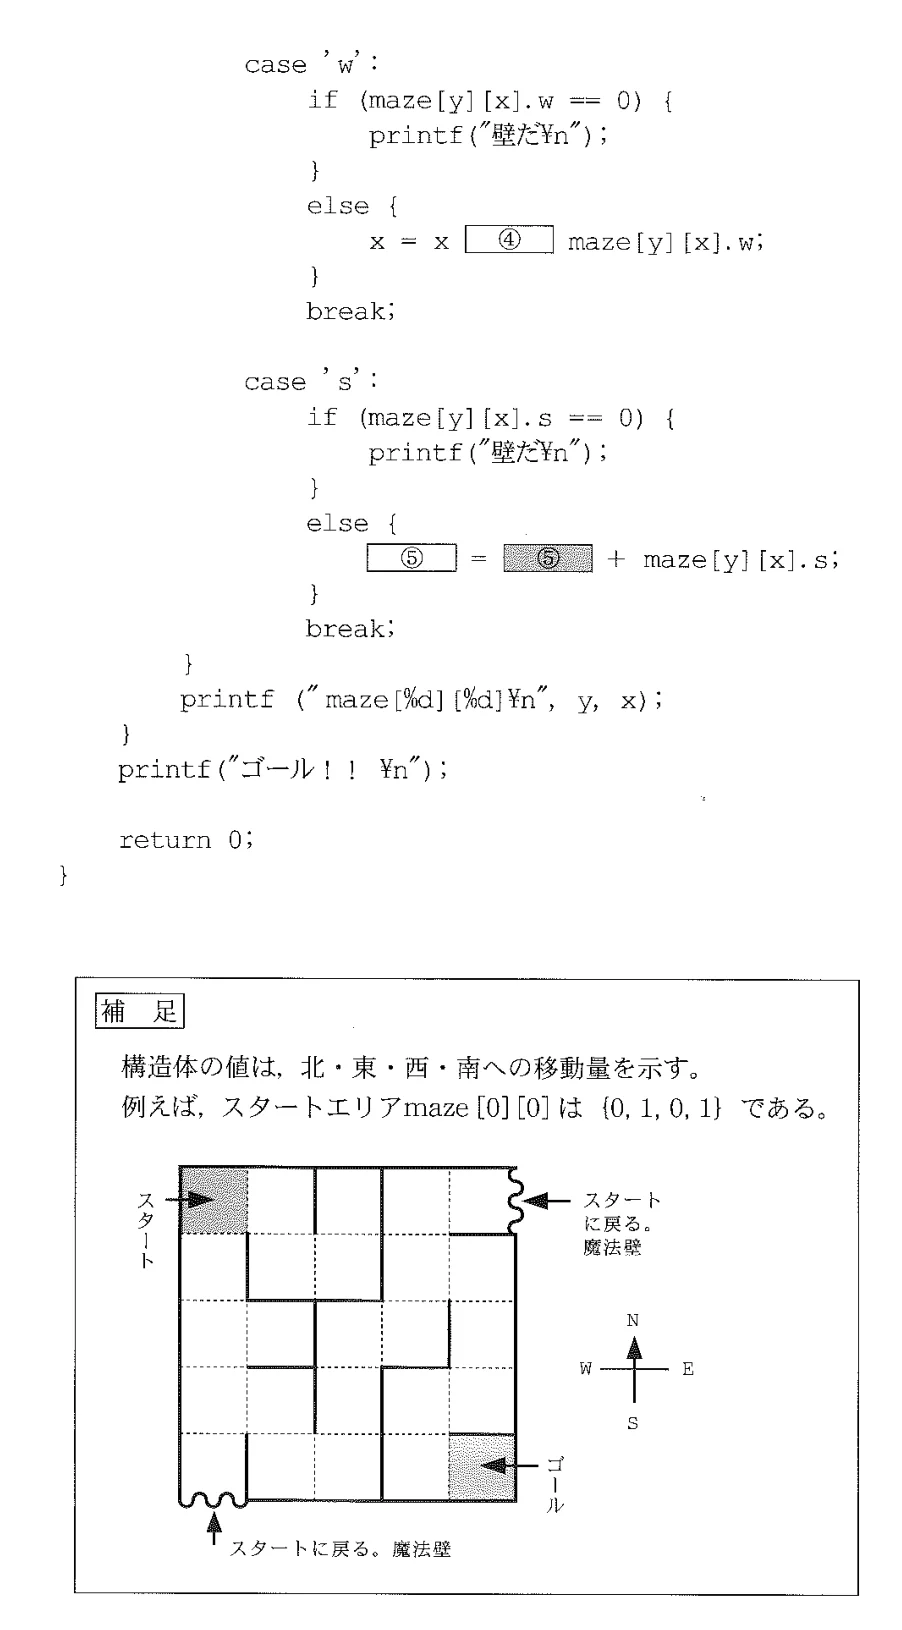 case 'w':
if (maze[y][x].w == 0) {
printf("壁だ¥n");
}
else {
x = x ④ maze[y][x].w;
}
break;
case 's':
if (maze[y][x].s == 0) {
printf("壁だ¥n");
}
else {
⑤ = ⑤ + maze[y][x].s;
}
break;
}
printf ("maze[%d][%d]¥n", y, x);
}
printf("ゴール！！ ¥n");
return 0;
}
補 足
構造体の値は，北・東・西・南への移動量を示す。
例えば，スタートエリアmaze[0][0]は {0, 1, 0, 1} である。
スタート
スタート
に戻る。
魔法壁
N
W E
S
ゴール
スタートに戻る。魔法壁